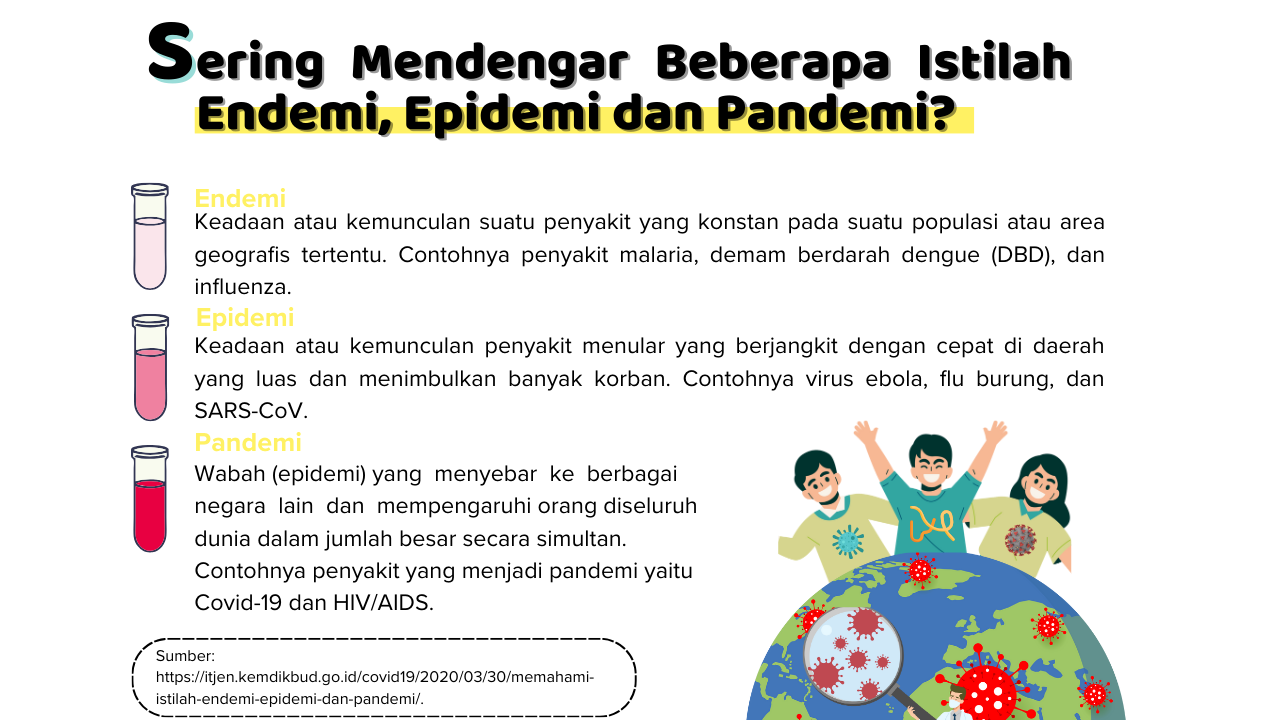 Sering Mendengar Beberapa Istilah
Endemi, Epidemi dan Pandemi?
Endemi
Keadaan atau kemunculan suatu penyakit yang konstan pada suatu populasi atau area
geografis tertentu. Contohnya penyakit malaria, demam berdarah dengue (DBD), dan
influenza.
Epidemi
Keadaan atau kemunculan penyakit menular yang berjangkit dengan cepat di daerah
yang luas dan menimbulkan banyak korban. Contohnya virus ebola, flu burung, dan
SARS-CoV.
Pandemi
Wabah (epidemi) yang menyebar ke berbagai
negara lain dan mempengaruhi orang diseluruh
dunia dalam jumlah besar secara simultan.
Contohnya penyakit yang menjadi pandemi yaitu
Covid-19 dan HIV/AIDS.
Sumber:
https://itjen.kemdikbud.go.id/covid19/2020/03/30/memahami-
istilah-endemi-epidemi-dan-pandemi/.